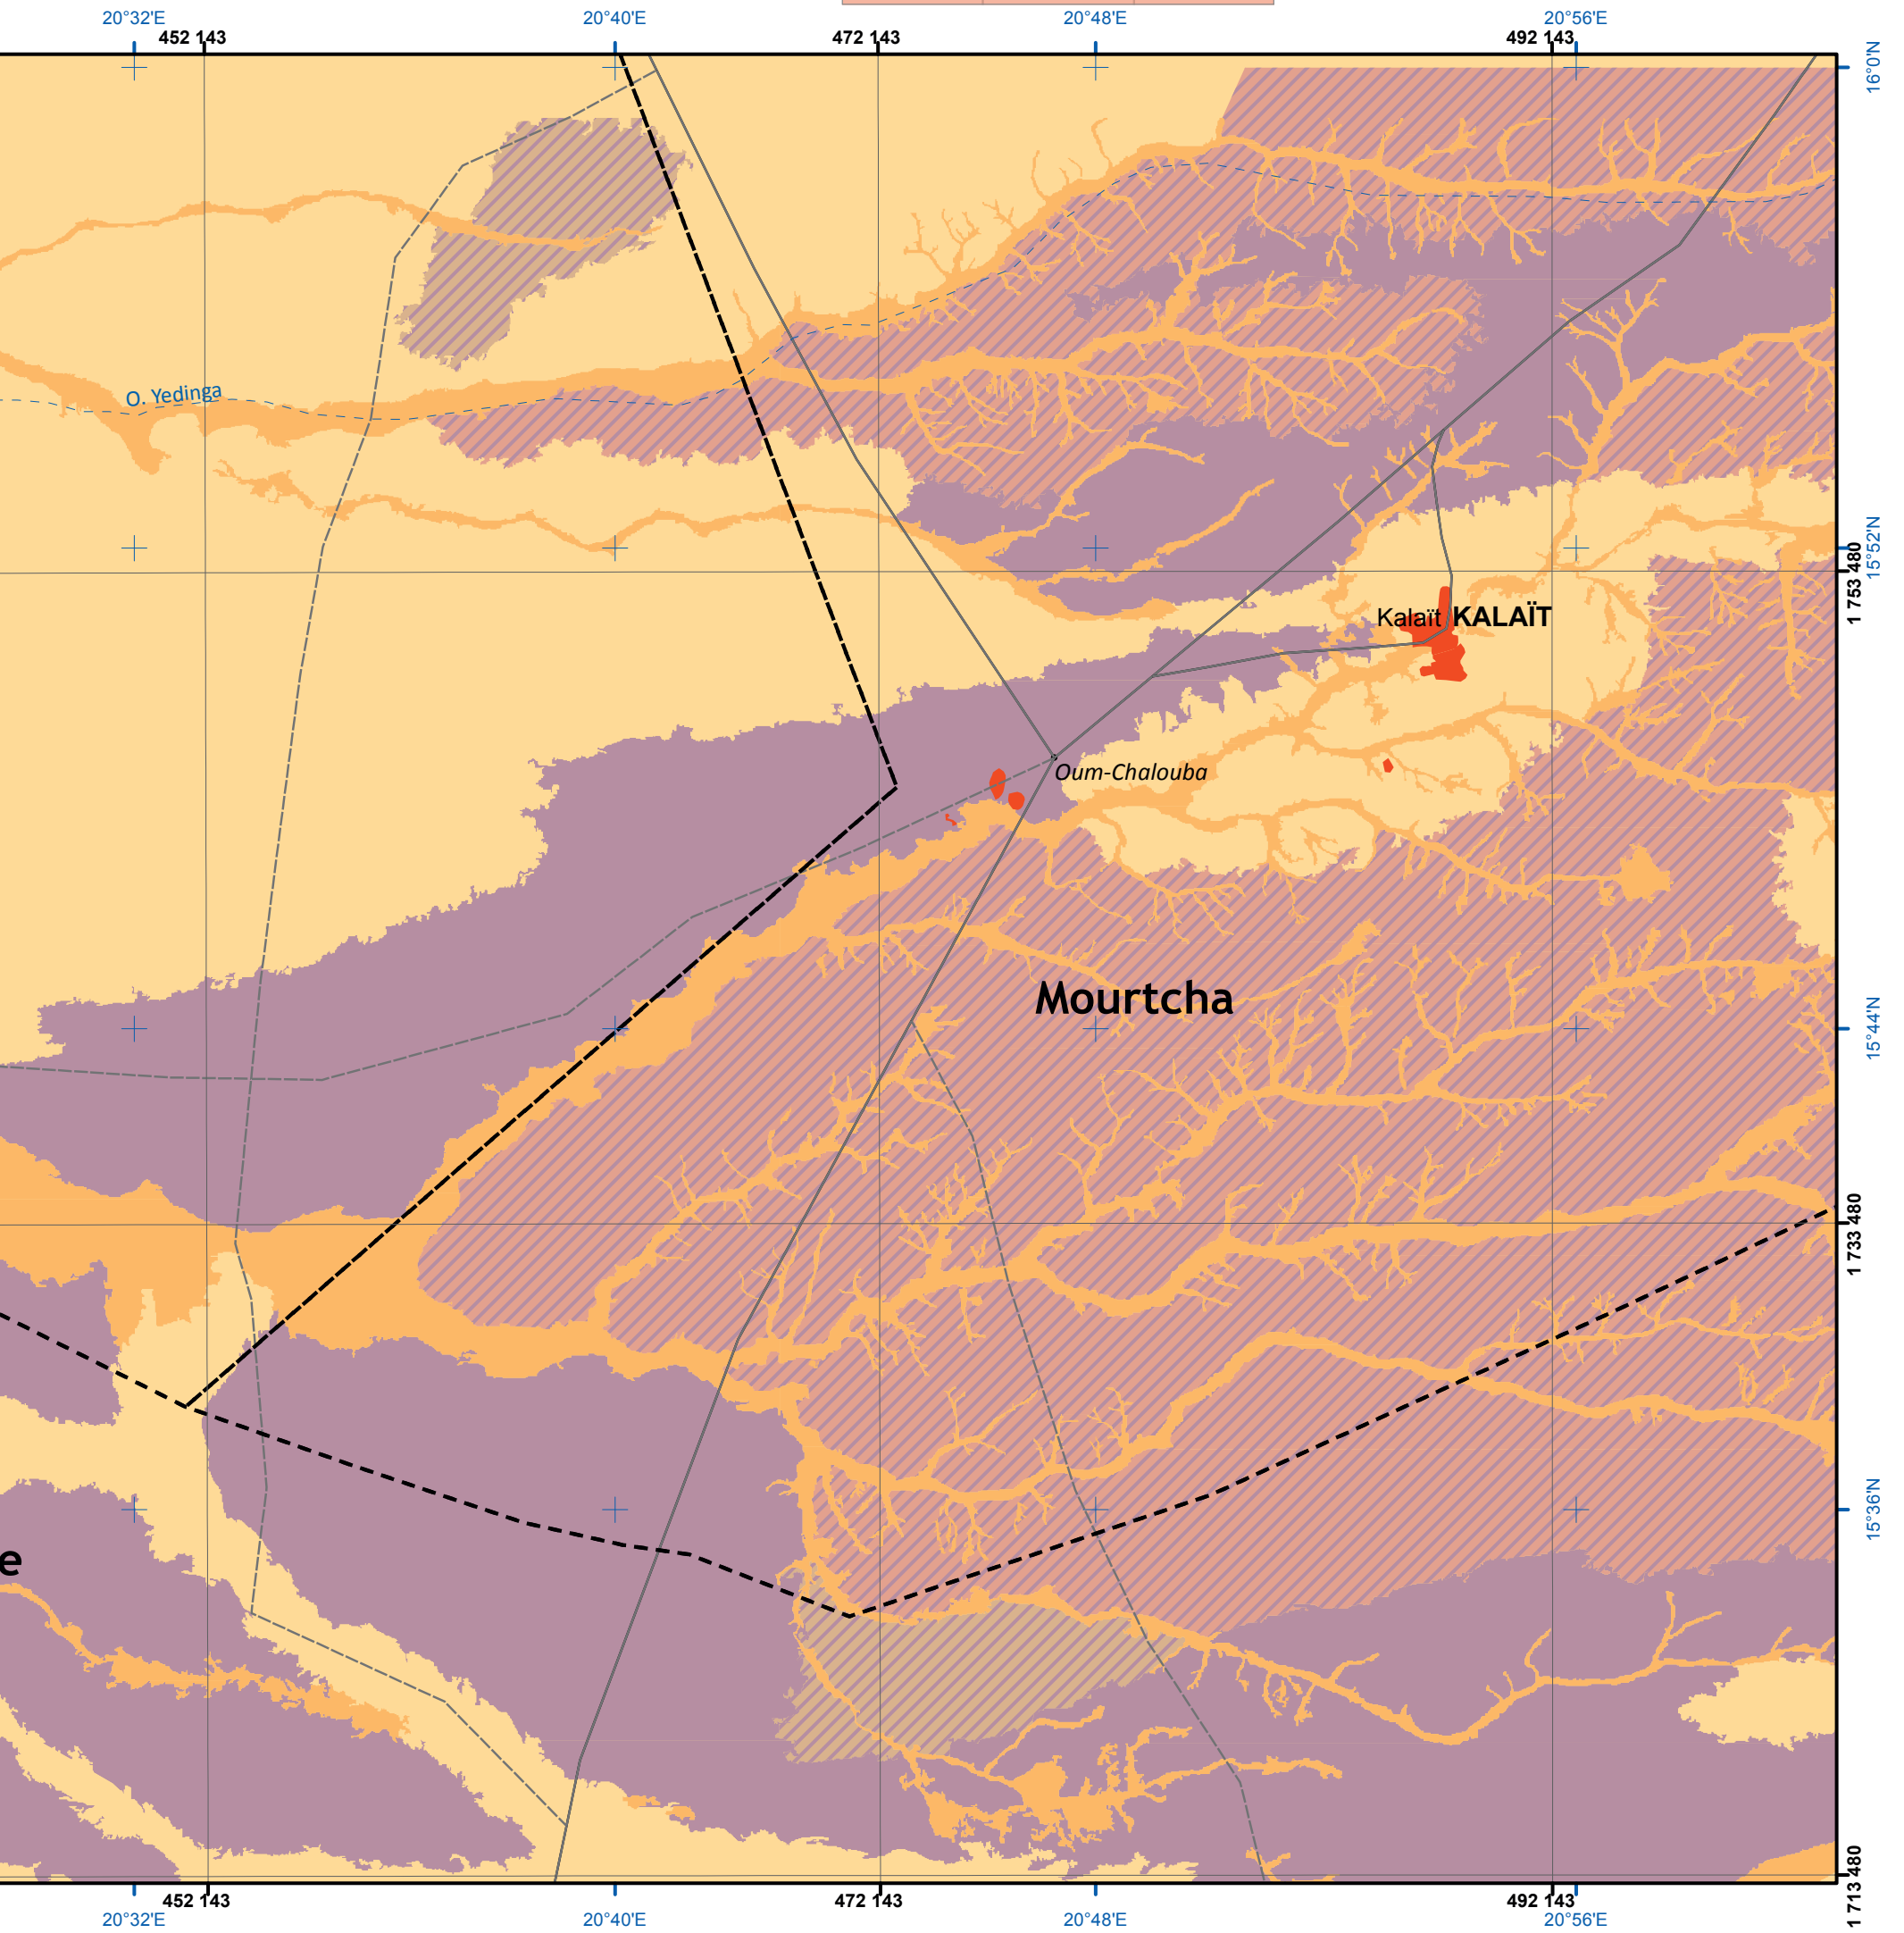 20°32'E 20°40'E 20°48'E 20°56'E
452 143 472 143 492 143
16°0'N
O. Yedinga
15°52'N
1 753 480
Kalaït KALAÏT
Oum-Chalouba
Mourtcha
15°44'N
1 733 480
15°36'N
e
1 713 480
452 143 472 143 492 143
20°32'E 20°40'E 20°48'E 20°56'E